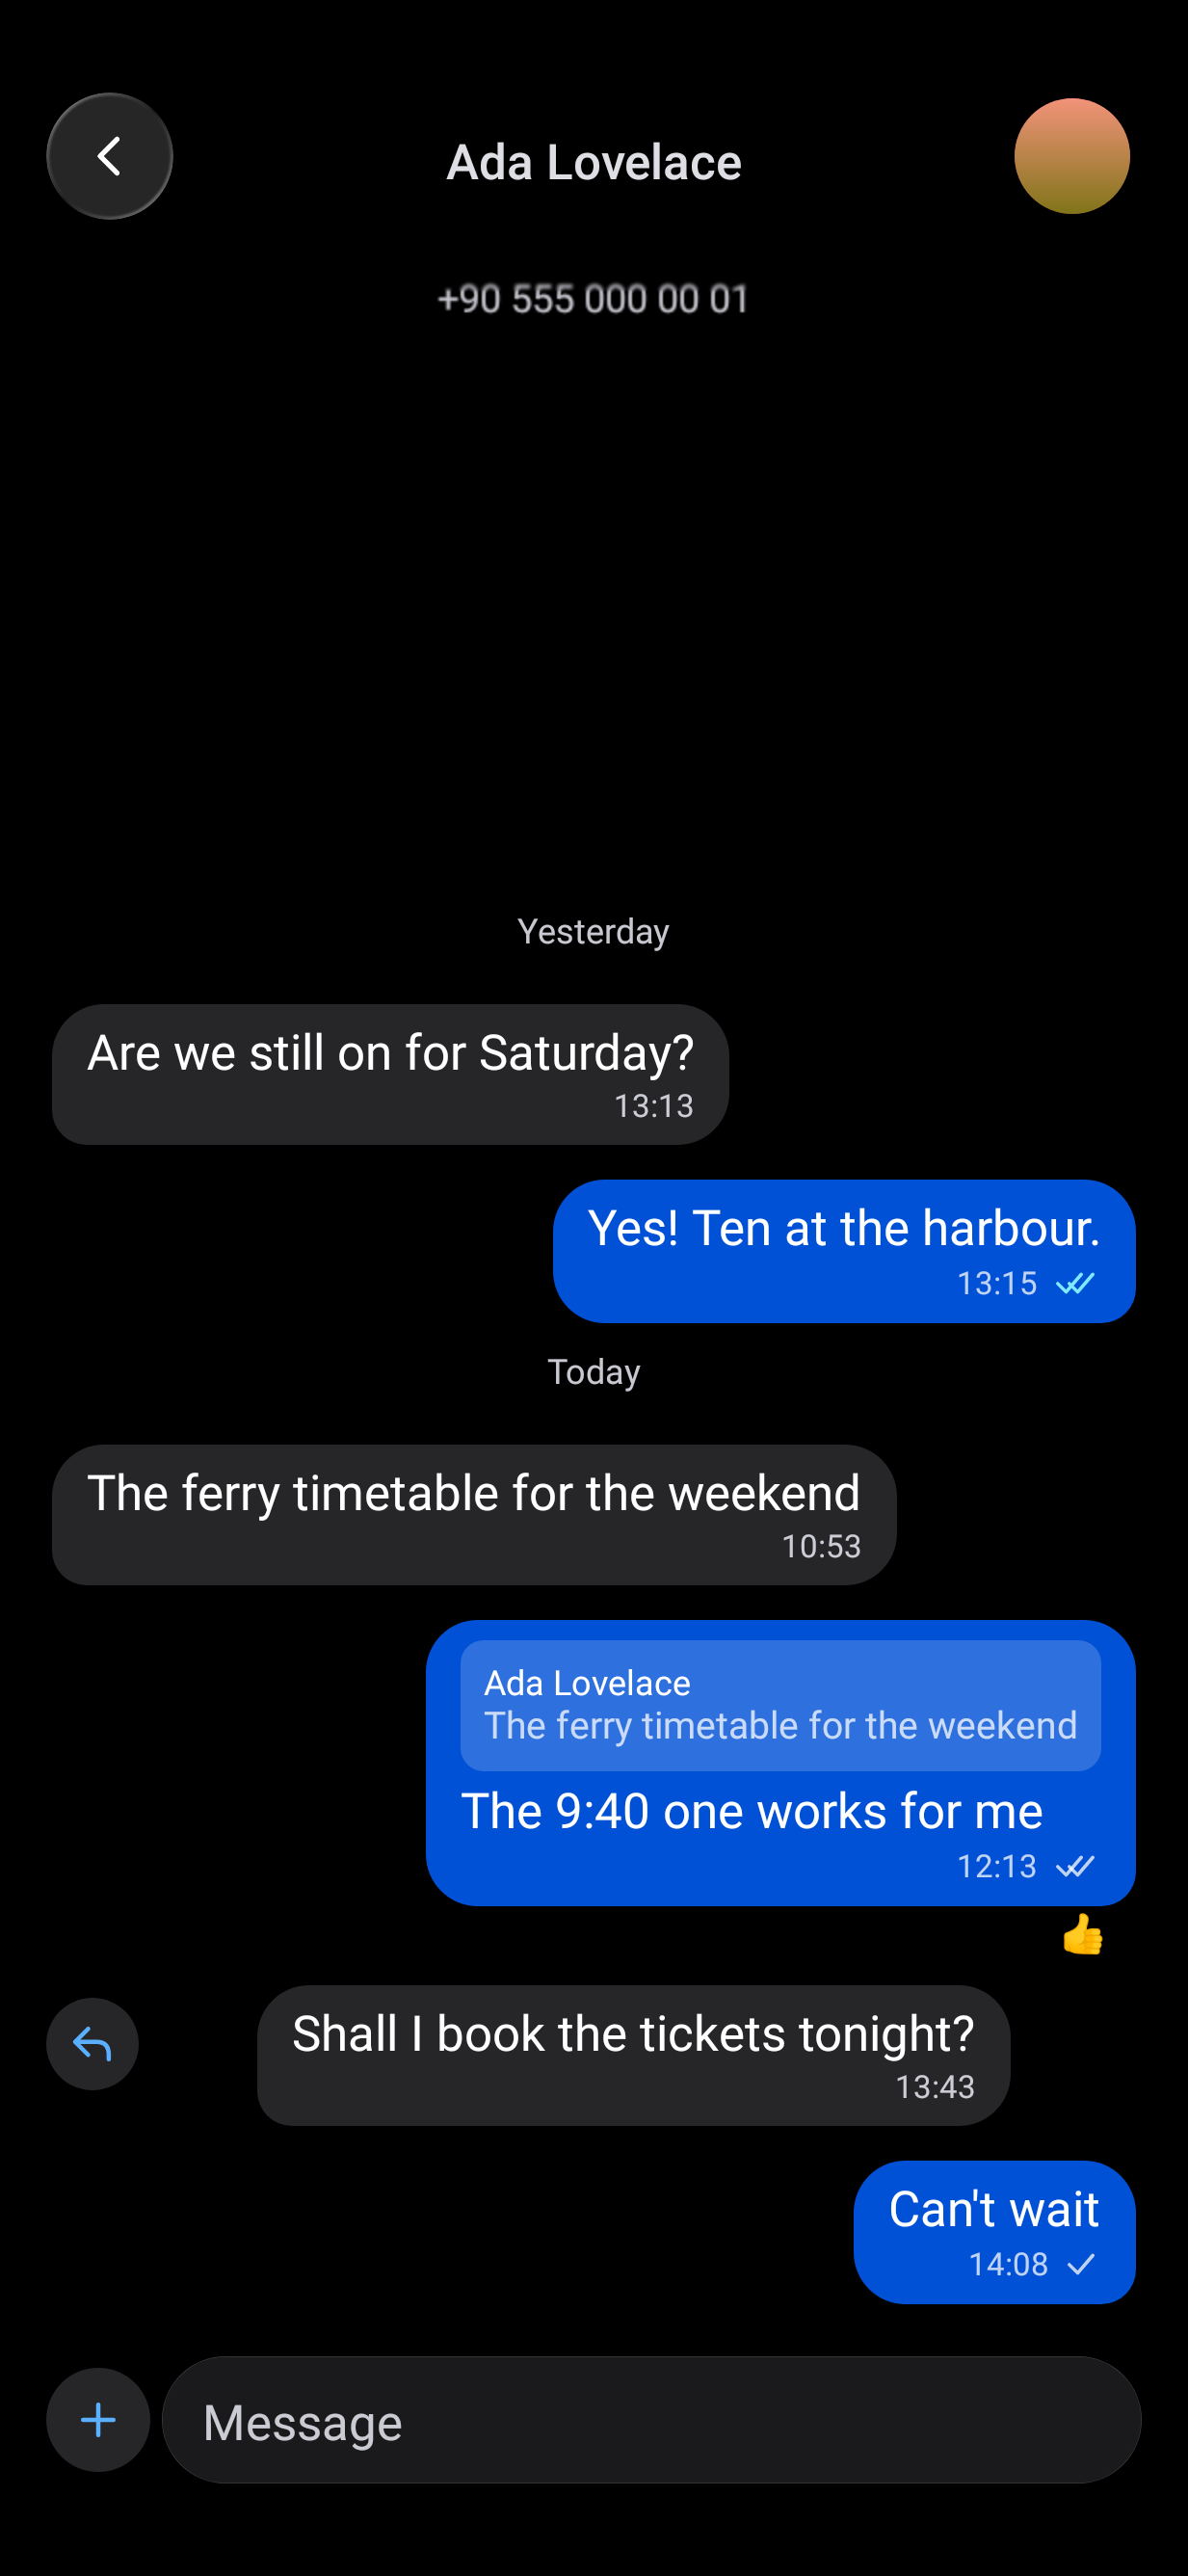 Ada Lovelace
+90 555 000 00 01
Yesterday
Are we still on for Saturday?
13:13
Yes! Ten at the harbour.
13:15
Today
The ferry timetable for the weekend
10:53
Ada Lovelace
The ferry timetable for the weekend
The 9:40 one works for me
12:13
Shall I book the tickets tonight?
13:43
Can't wait
14:08
Message